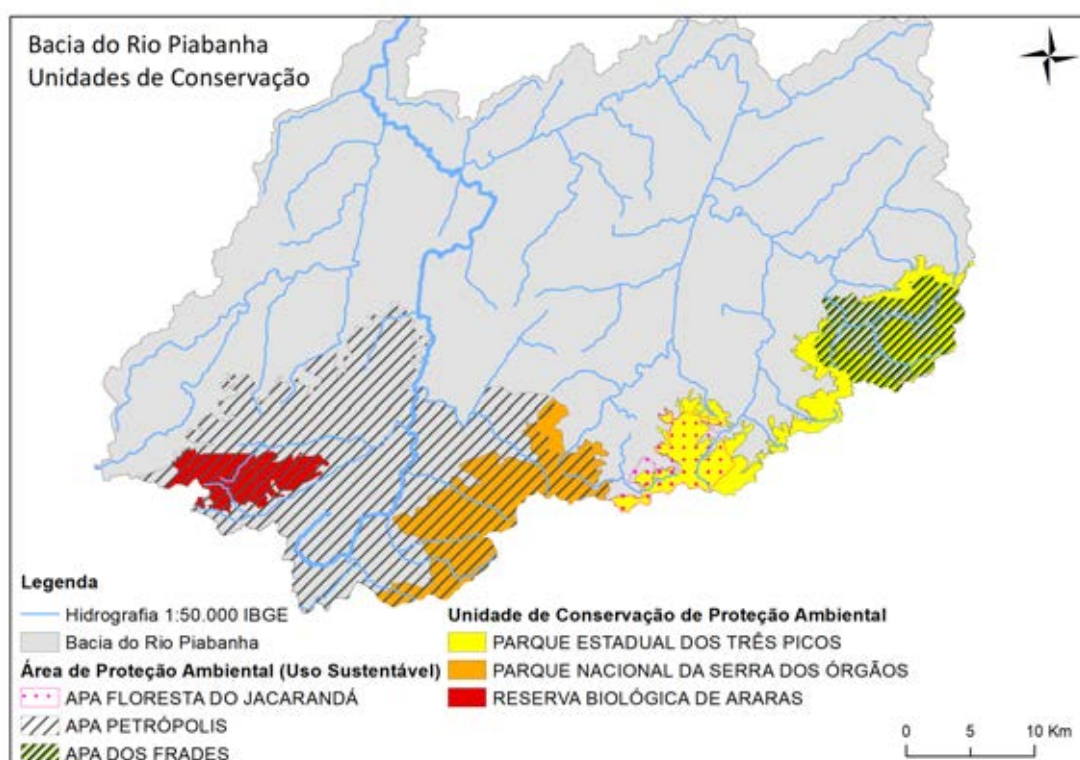 Bacia do Rio Piabanha
Unidades de Conservação
Legenda
Hidrografia 1:50.000 IBGE
Bacia do Rio Piabanha
Área de Proteção Ambiental (Uso Sustentável)
APA FLORESTA DO JACARANDÁ
APA PETRÓPOLIS
APA DOS FRADES
Unidade de Conservação de Proteção Ambiental
PARQUE ESTADUAL DOS TRÊS PICOS
PARQUE NACIONAL DA SERRA DOS ÓRGÃOS
RESERVA BIOLÓGICA DE ARARAS
0 5 10 Km